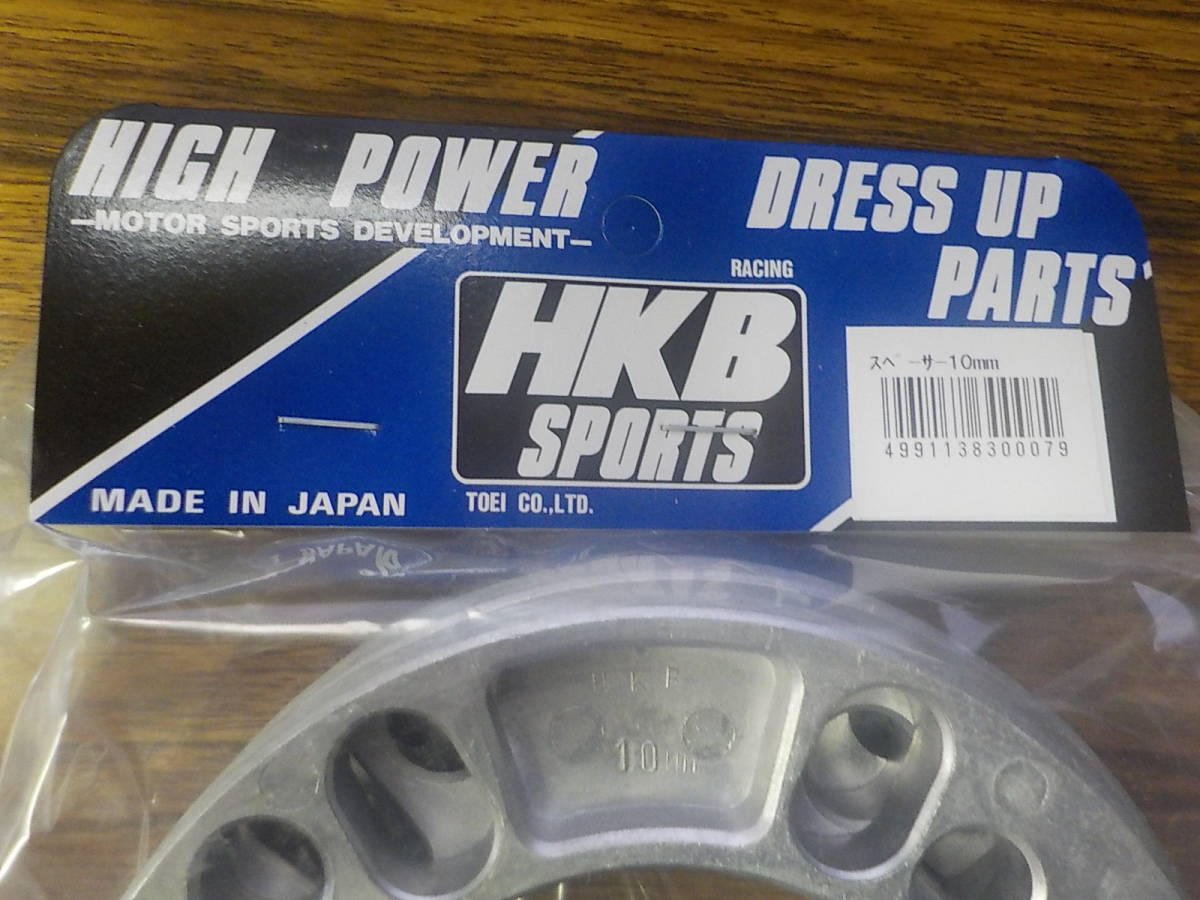 HIGH POWER
-MOTOR SPORTS DEVELOPMENT-
DRESS UP
PARTS
RACING
HKB
SPORTS
スペーサー10mm
4991138300079
MADE IN JAPAN
TOEI CO.,LTD.
JAPAN
HKB
10mm